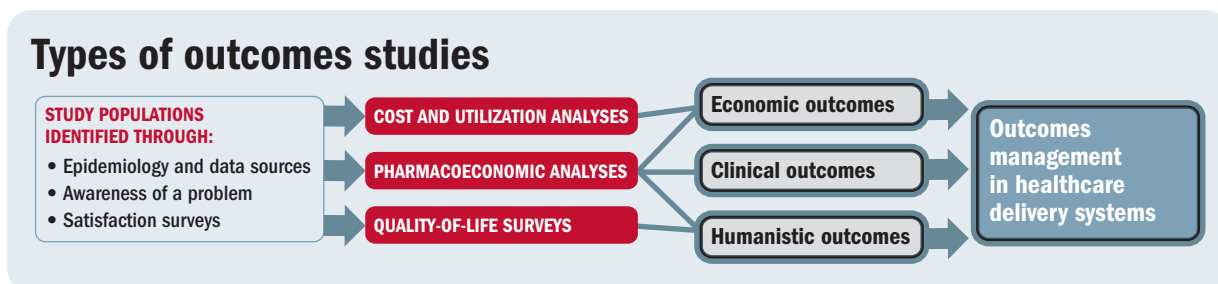 Types of outcomes studies
STUDY POPULATIONS
IDENTIFIED THROUGH:
• Epidemiology and data sources
• Awareness of a problem
• Satisfaction surveys
COST AND UTILIZATION ANALYSES
PHARMACOECONOMIC ANALYSES
QUALITY-OF-LIFE SURVEYS
Economic outcomes
Clinical outcomes
Humanistic outcomes
Outcomes
management
in healthcare
delivery systems